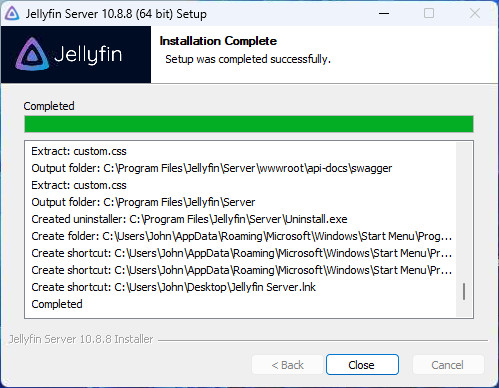 Jellyfin Server 10.8.8 (64 bit) Setup
Jellyfin
Installation Complete
Setup was completed successfully.
Completed
Extract: custom.css
Output folder: C:\Program Files\Jellyfin\Server\wwwroot\api-docs\swagger
Extract: custom.css
Output folder: C:\Program Files\Jellyfin\Server
Created uninstaller: C:\Program Files\Jellyfin\Server\Uninstall.exe
Create folder: C:\Users\John\AppData\Roaming\Microsoft\Windows\Start Menu\Prog...
Create shortcut: C:\Users\John\AppData\Roaming\Microsoft\Windows\Start Menu\Pr...
Create shortcut: C:\Users\John\AppData\Roaming\Microsoft\Windows\Start Menu\Pr...
Create shortcut: C:\Users\John\Desktop\Jellyfin Server.lnk
Completed
Jellyfin Server 10.8.8 Installer
< Back
Close
Cancel